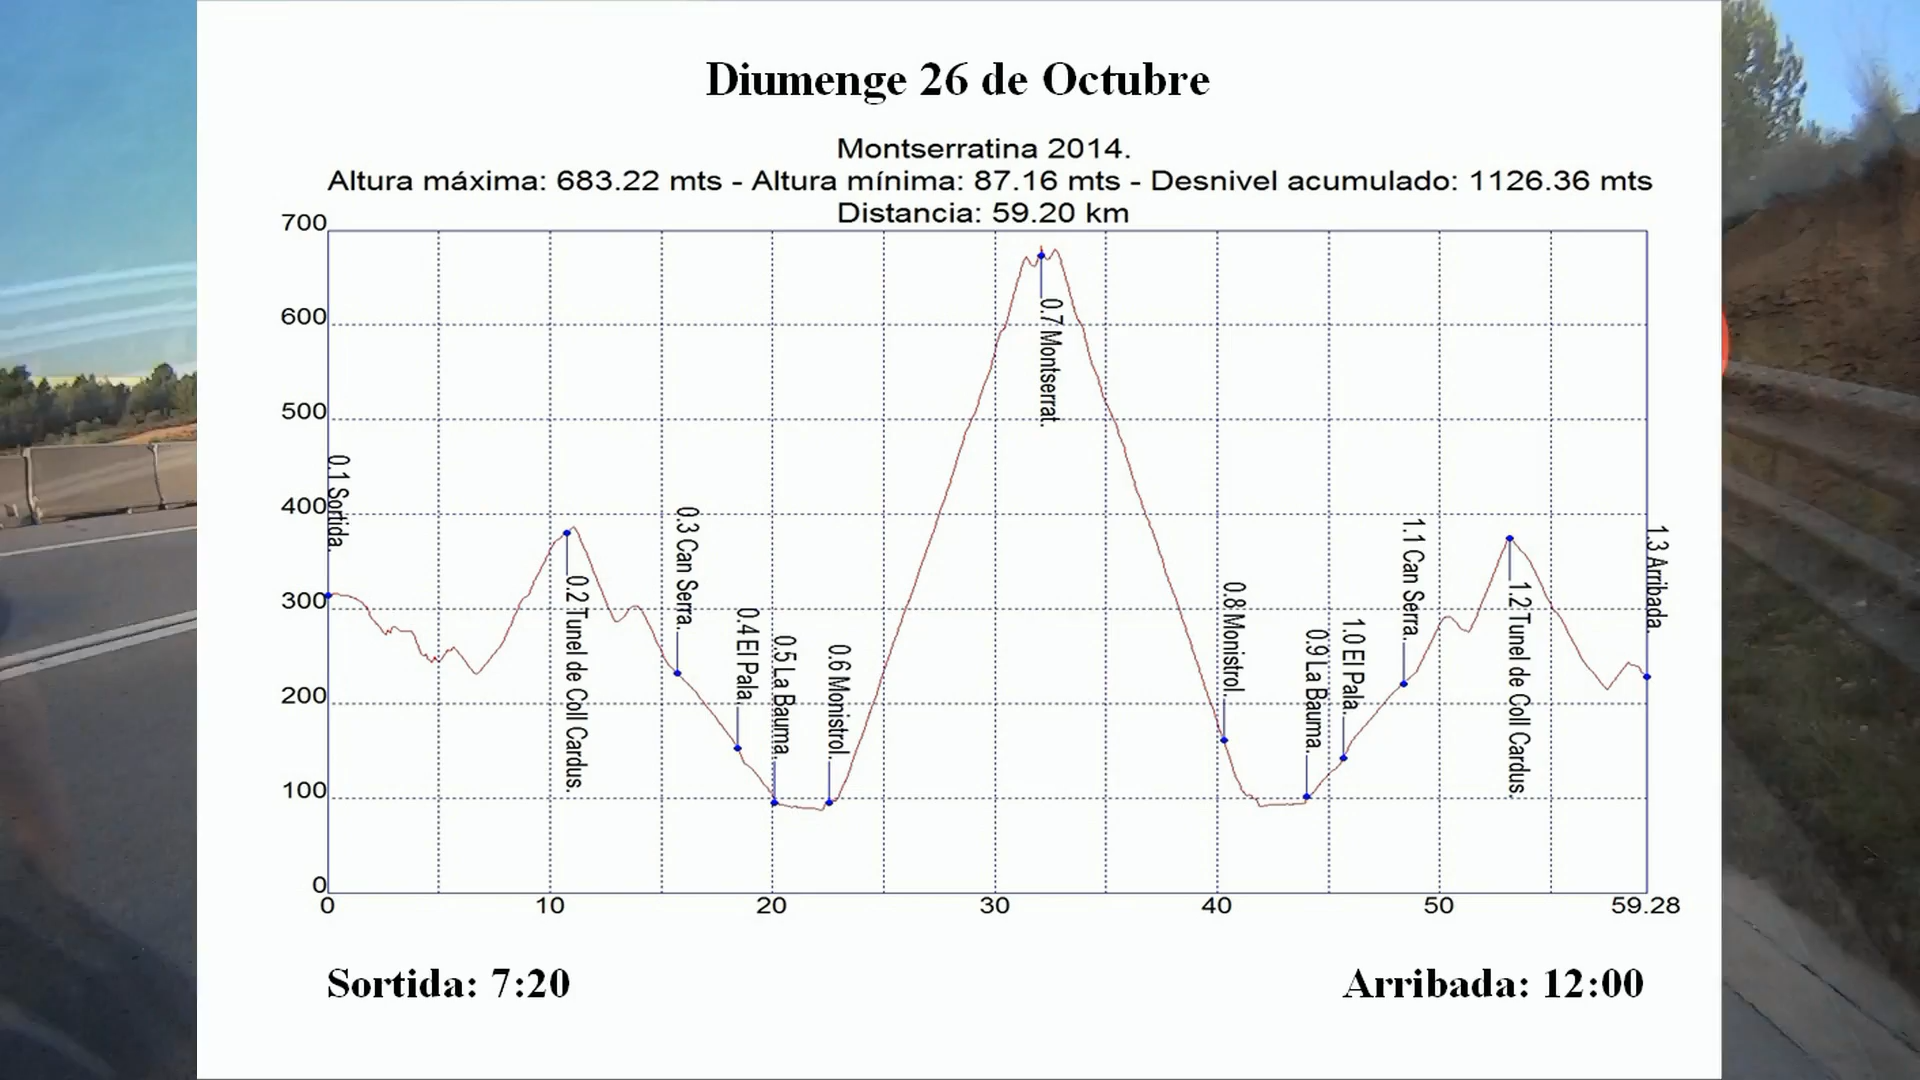 Diumenge 26 de Octubre
Montserratina 2014.
Altura máxima: 683.22 mts - Altura mínima: 87.16 mts - Desnivel acumulado: 1126.36 mts
Distancia: 59.20 km
700
600
500
400
300
200
100
0
0.1 Sortida.
0.2 Tunel de Coll Cardus.
0.3 Can Serra.
0.4 El Pala.
0.5 La Bauma.
0.6 Monistrol.
0.7 Montserrat.
0.8 Monistrol.
0.9 La Bauma.
1.0 El Pala.
1.1 Can Serra.
1.2 Tunel de Coll Cardus.
1.3 Arribada.
0 10 20 30 40 50 59.28
Sortida: 7:20
Arribada: 12:00